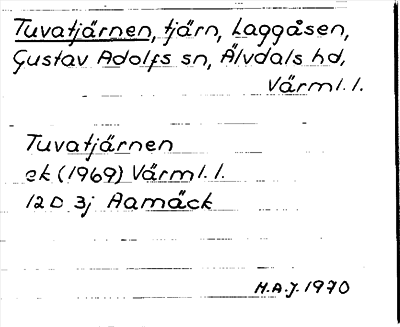 Tuvatjärnen, tjärn, Laggåsen,
Gustav Adolfs sn, Älvdals hd,
Värml. l.
Tuvatjärnen
ek (1969) Värml. l.
12 D 3j Aamäck
H.A.J. 1970